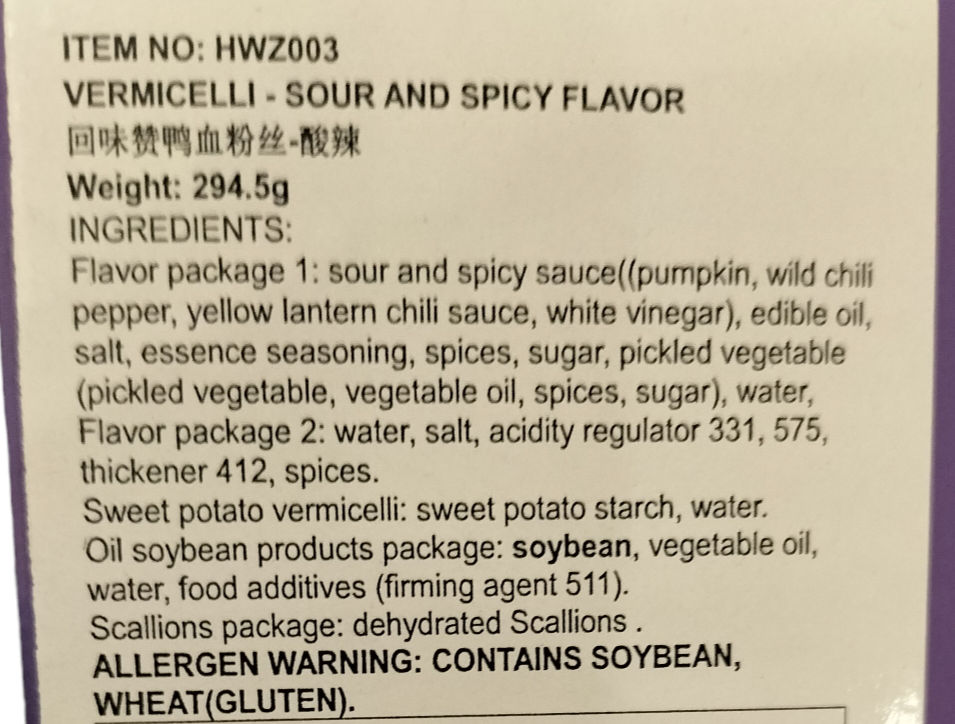 ITEM NO: HWZ003
VERMICELLI - SOUR AND SPICY FLAVOR
回味赞鸭血粉丝-酸辣
Weight: 294.5g
INGREDIENTS:
Flavor package 1: sour and spicy sauce((pumpkin, wild chili
pepper, yellow lantern chili sauce, white vinegar), edible oil,
salt, essence seasoning, spices, sugar, pickled vegetable
(pickled vegetable, vegetable oil, spices, sugar), water,
Flavor package 2: water, salt, acidity regulator 331, 575,
thickener 412, spices.
Sweet potato vermicelli: sweet potato starch, water.
Oil soybean products package: soybean, vegetable oil,
water, food additives (firming agent 511).
Scallions package: dehydrated Scallions .
ALLERGEN WARNING: CONTAINS SOYBEAN,
WHEAT(GLUTEN).